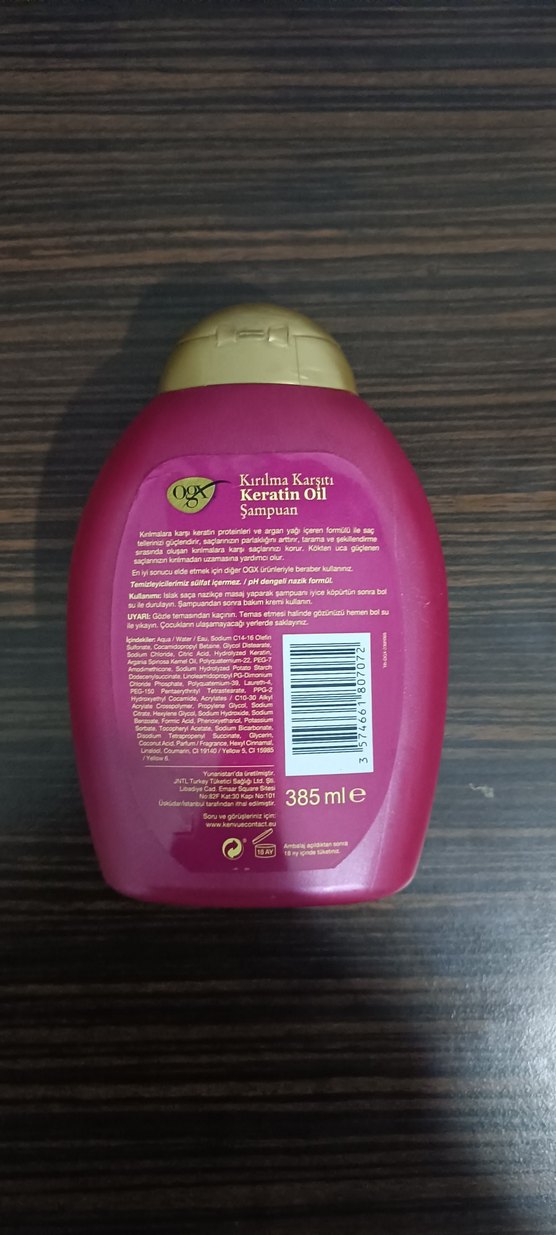 ogx
Kırılma Karşıtı
Keratin Oil
Şampuan
Kırılmalara karşı keratin proteinleri ve argan yağı içeren formülü ile saç
tellerinizi güçlendirir, saçlarınızın parlaklığını arttırır, tarama ve şekillendirme
sırasında oluşan kırılmalara karşı saçlarınızı korur. Kökten uca güçlenen
saçlarınızın kırılmadan uzamasına yardımcı olur.
En iyi sonucu elde etmek için diğer OGX ürünleriyle beraber kullanınız.
Temizleyicilerimiz sülfat içermez. / pH dengeli nazik formül.
Kullanımı: Islak saça nazikçe masaj yaparak şampuanı iyice köpürtün sonra bol
su ile durulayın. Şampuandan sonra bakım kremi kullanın.
UYARI: Gözle temasından kaçının. Temas etmesi halinde gözünüzü hemen bol su
ile yıkayın. Çocukların ulaşamayacağı yerlerde saklayınız.
İçindekiler: Aqua / Water / Eau, Sodium C14-16 Olefin
Sulfonate, Cocamidopropyl Betaine, Glycol Distearate,
Sodium Chloride, Citric Acid, Hydrolyzed Keratin,
Argania Spinosa Kernel Oil, Polyquaternium-22, PEG-7
Amodimethicone, Sodium Hydrolyzed Potato Starch
Dodecenylsuccinate, Linoleamidopropyl PG-Dimonium
Chloride Phosphate, Polyquaternium-39, Laureth-4,
PEG-150 Pentaerythrityl Tetrastearate, PPG-2
Hydroxyethyl Cocamide, Acrylates / C10-30 Alkyl
Acrylate Crosspolymer, Propylene Glycol, Sodium
Citrate, Hexylene Glycol, Sodium Hydroxide, Sodium
Benzoate, Formic Acid, Phenoxyethanol, Potassium
Sorbate, Tocopheryl Acetate, Sodium Bicarbonate,
Disodium Tetrapropenyl Succinate, Glycerin,
Coconut Acid, Parfum / Fragrance, Hexyl Cinnamal,
Linalool, Coumarin, CI 19140 / Yellow 5, CI 15985
/ Yellow 6.
3 574661 807072
Yunanistan'da üretilmiştir.
JNTL Turkey Tüketici Sağlığı Ltd. Şti.
Libadiye Cad. Emaar Square Sitesi
No:82F Kat:30 Kapı No:101
Üsküdar/İstanbul tarafından ithal edilmiştir.
385 ml e
Soru ve görüşleriniz için:
www.kenvuecontact.eu
18 AY
Ambalaj açıldıktan sonra
18 ay içinde tüketiniz.